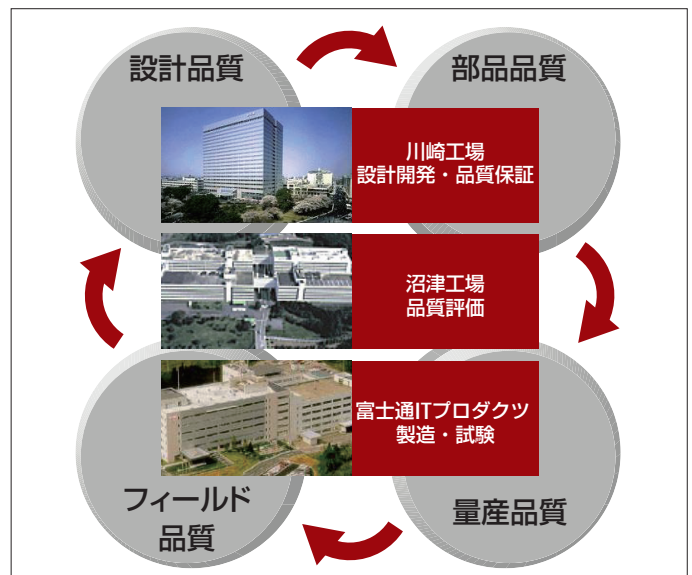 設計品質
部品品質
川崎工場
設計開発・品質保証
沼津工場
品質評価
富士通ITプロダクツ
製造・試験
フィールド
品質
量産品質